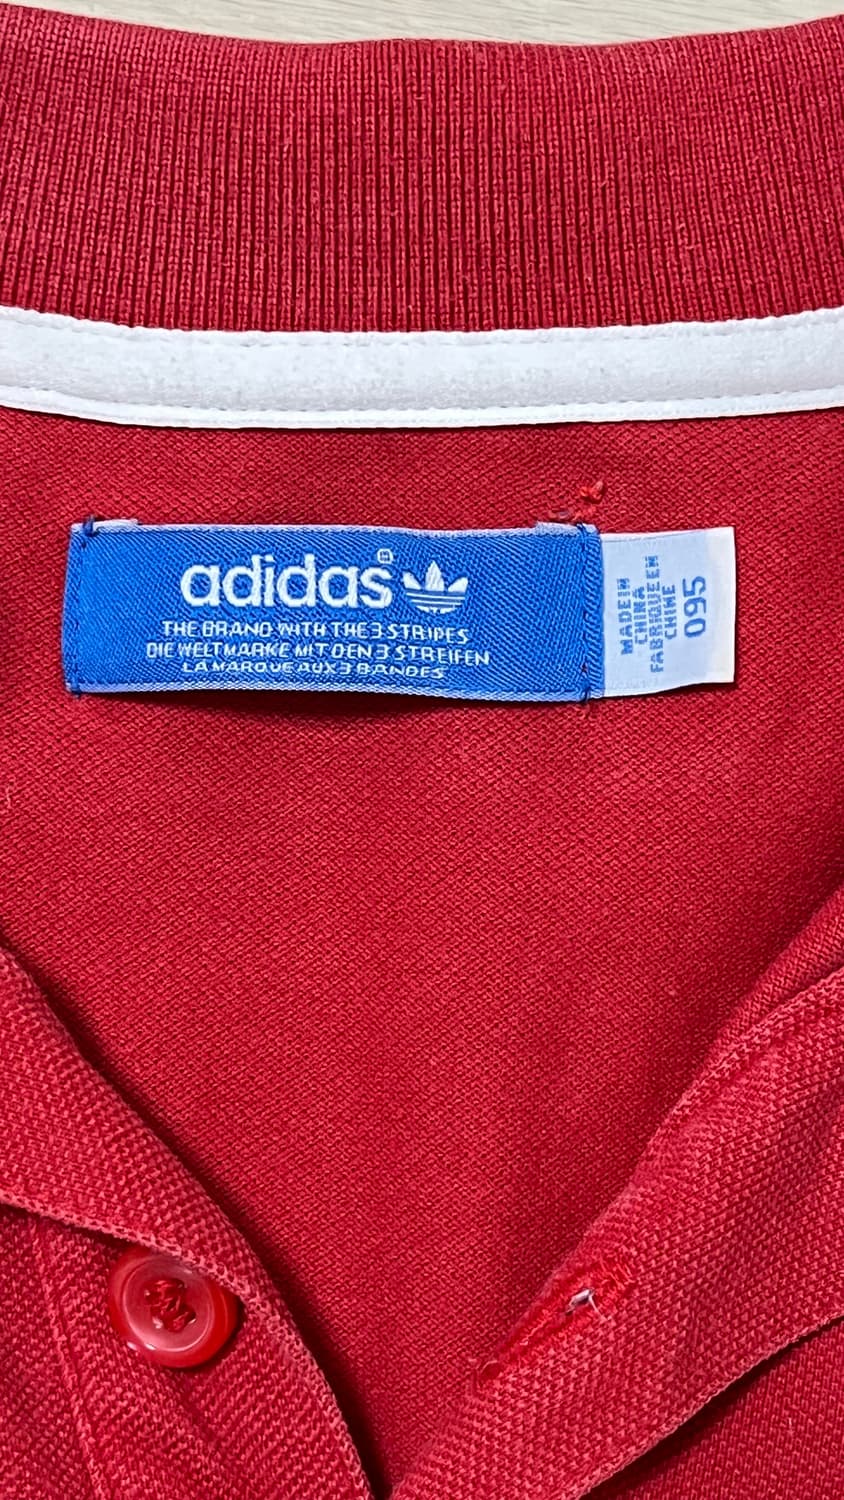 adidas
THE BRAND WITH THE 3 STRIPES
DIE WELTMARKE MIT DEN 3 STREIFEN
LA MARQUE AUX 3 BANDES
MADE IN
CHINA
FABRIQUE EN
CHINE
095